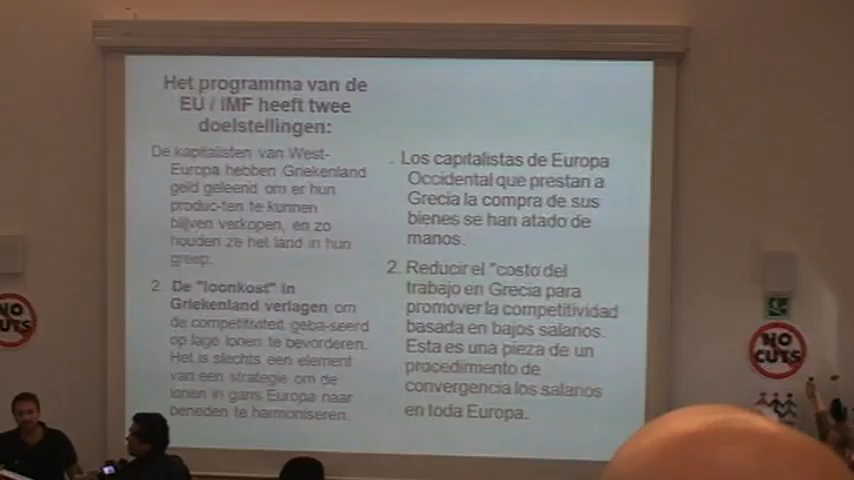 Het programma van de
EU / IMF heeft twee
doelstellingen:
De kapitalisten van West-
Europa hebben Griekenland
geld geleend om er hun
produc-ten te kunnen
blijven verkopen, en zo
houden ze het land in hun
greep.
2. De "loonkost" in
Griekenland verlagen om
de competitiviteit geba-seerd
op lage lonen te bevorderen.
Het is slechts een element
van een strategie om de
lonen in gans Europa naar
beneden te harmoniseren.
. Los capitalistas de Europa
Occidental que prestan a
Grecia la compra de sus
bienes se han atado de
manos.
2. Reducir el "costo del
trabajo en Grecia para
promover la competitividad
basada en bajos salarios.
Esta es una pieza de un
procedimiento de
convergencia los salarios
en toda Europa.
NO
CUTS
NO
CUTS